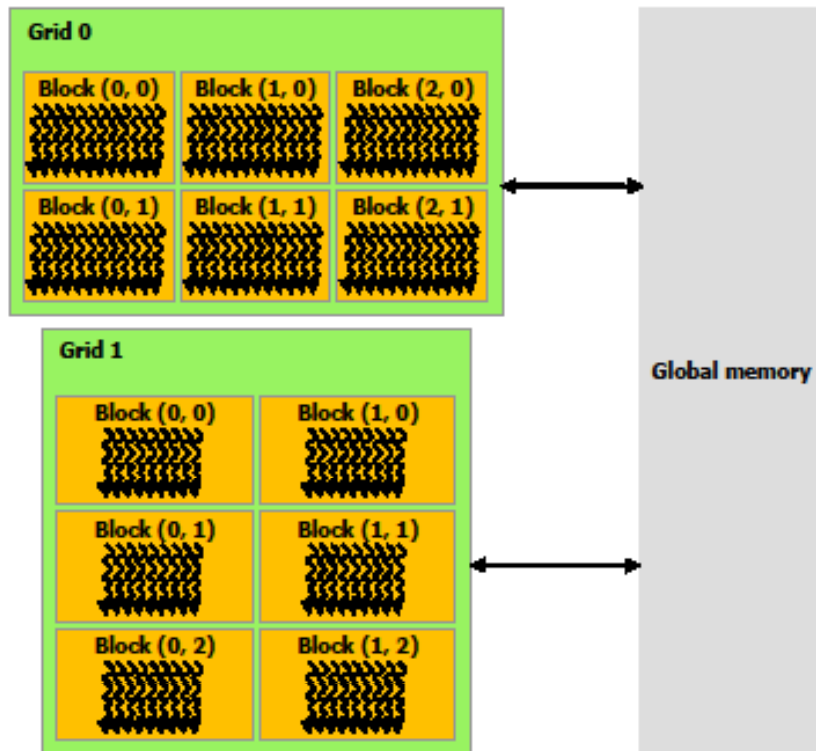 Grid 0
Block (0, 0) Block (1, 0) Block (2, 0)
Block (0, 1) Block (1, 1) Block (2, 1)
Global memory
Grid 1
Block (0, 0) Block (1, 0)
Block (0, 1) Block (1, 1)
Block (0, 2) Block (1, 2)